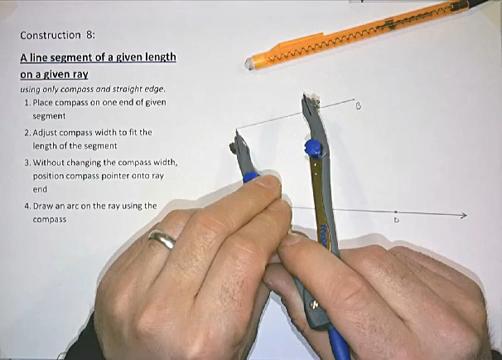 Construction 8:
A line segment of a given length
on a given ray
using only compass and straight edge.
1. Place compass on one end of given
segment
2. Adjust compass width to fit the
length of the segment
3. Without changing the compass width,
position compass pointer onto ray
end
4. Draw an arc on the ray using the
compass
B
D